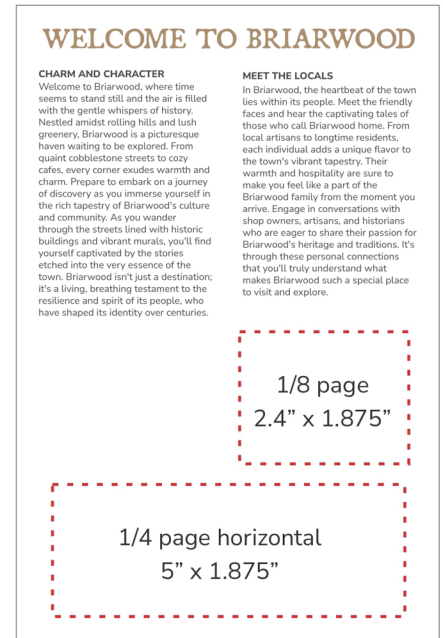 WELCOME TO BRIARWOOD
CHARM AND CHARACTER
Welcome to Briarwood, where time
seems to stand still and the air is filled
with the gentle whispers of history.
Nestled amidst rolling hills and lush
greenery, Briarwood is a picturesque
haven waiting to be explored. From
quaint cobblestone streets to cozy
cafes, every corner exudes warmth and
charm. Prepare to embark on a journey
of discovery as you immerse yourself in
the rich tapestry of Briarwood's culture
and community. As you wander
through the streets lined with historic
buildings and vibrant murals, you'll find
yourself captivated by the stories
etched into the very essence of the
town. Briarwood isn't just a destination;
it's a living, breathing testament to the
resilience and spirit of its people, who
have shaped its identity over centuries.
MEET THE LOCALS
In Briarwood, the heartbeat of the town
lies within its people. Meet the friendly
faces and hear the captivating tales of
those who call Briarwood home. From
local artisans to longtime residents,
each individual adds a unique flavor to
the town's vibrant tapestry. Their
warmth and hospitality are sure to
make you feel like a part of the
Briarwood family from the moment you
arrive. Engage in conversations with
shop owners, artisans, and historians
who are eager to share their passion for
Briarwood's heritage and traditions. It's
through these personal connections
that you'll truly understand what
makes Briarwood such a special place
to visit and explore.
1/8 page
2.4” x 1.875”
1/4 page horizontal
5” x 1.875”